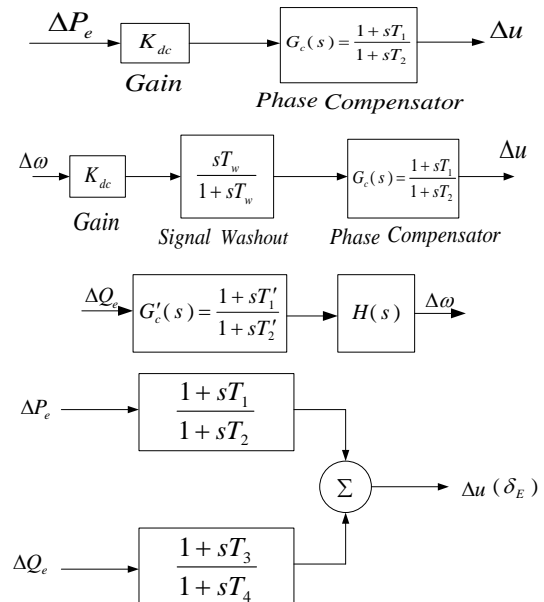 ΔP_e K_dc G_c(s) = (1 + sT_1)/(1 + sT_2) Δu
Gain
Phase Compensator
Δω K_dc sT_w/(1 + sT_w) G_c(s) = (1 + sT_1)/(1 + sT_2) Δu
Gain
Signal Washout
Phase Compensator
ΔQ_e G′_c(s) = (1 + sT′_1)/(1 + sT′_2) H(s) Δω
ΔP_e (1 + sT_1)/(1 + sT_2)
Σ Δu (δ_E)
ΔQ_e (1 + sT_3)/(1 + sT_4)